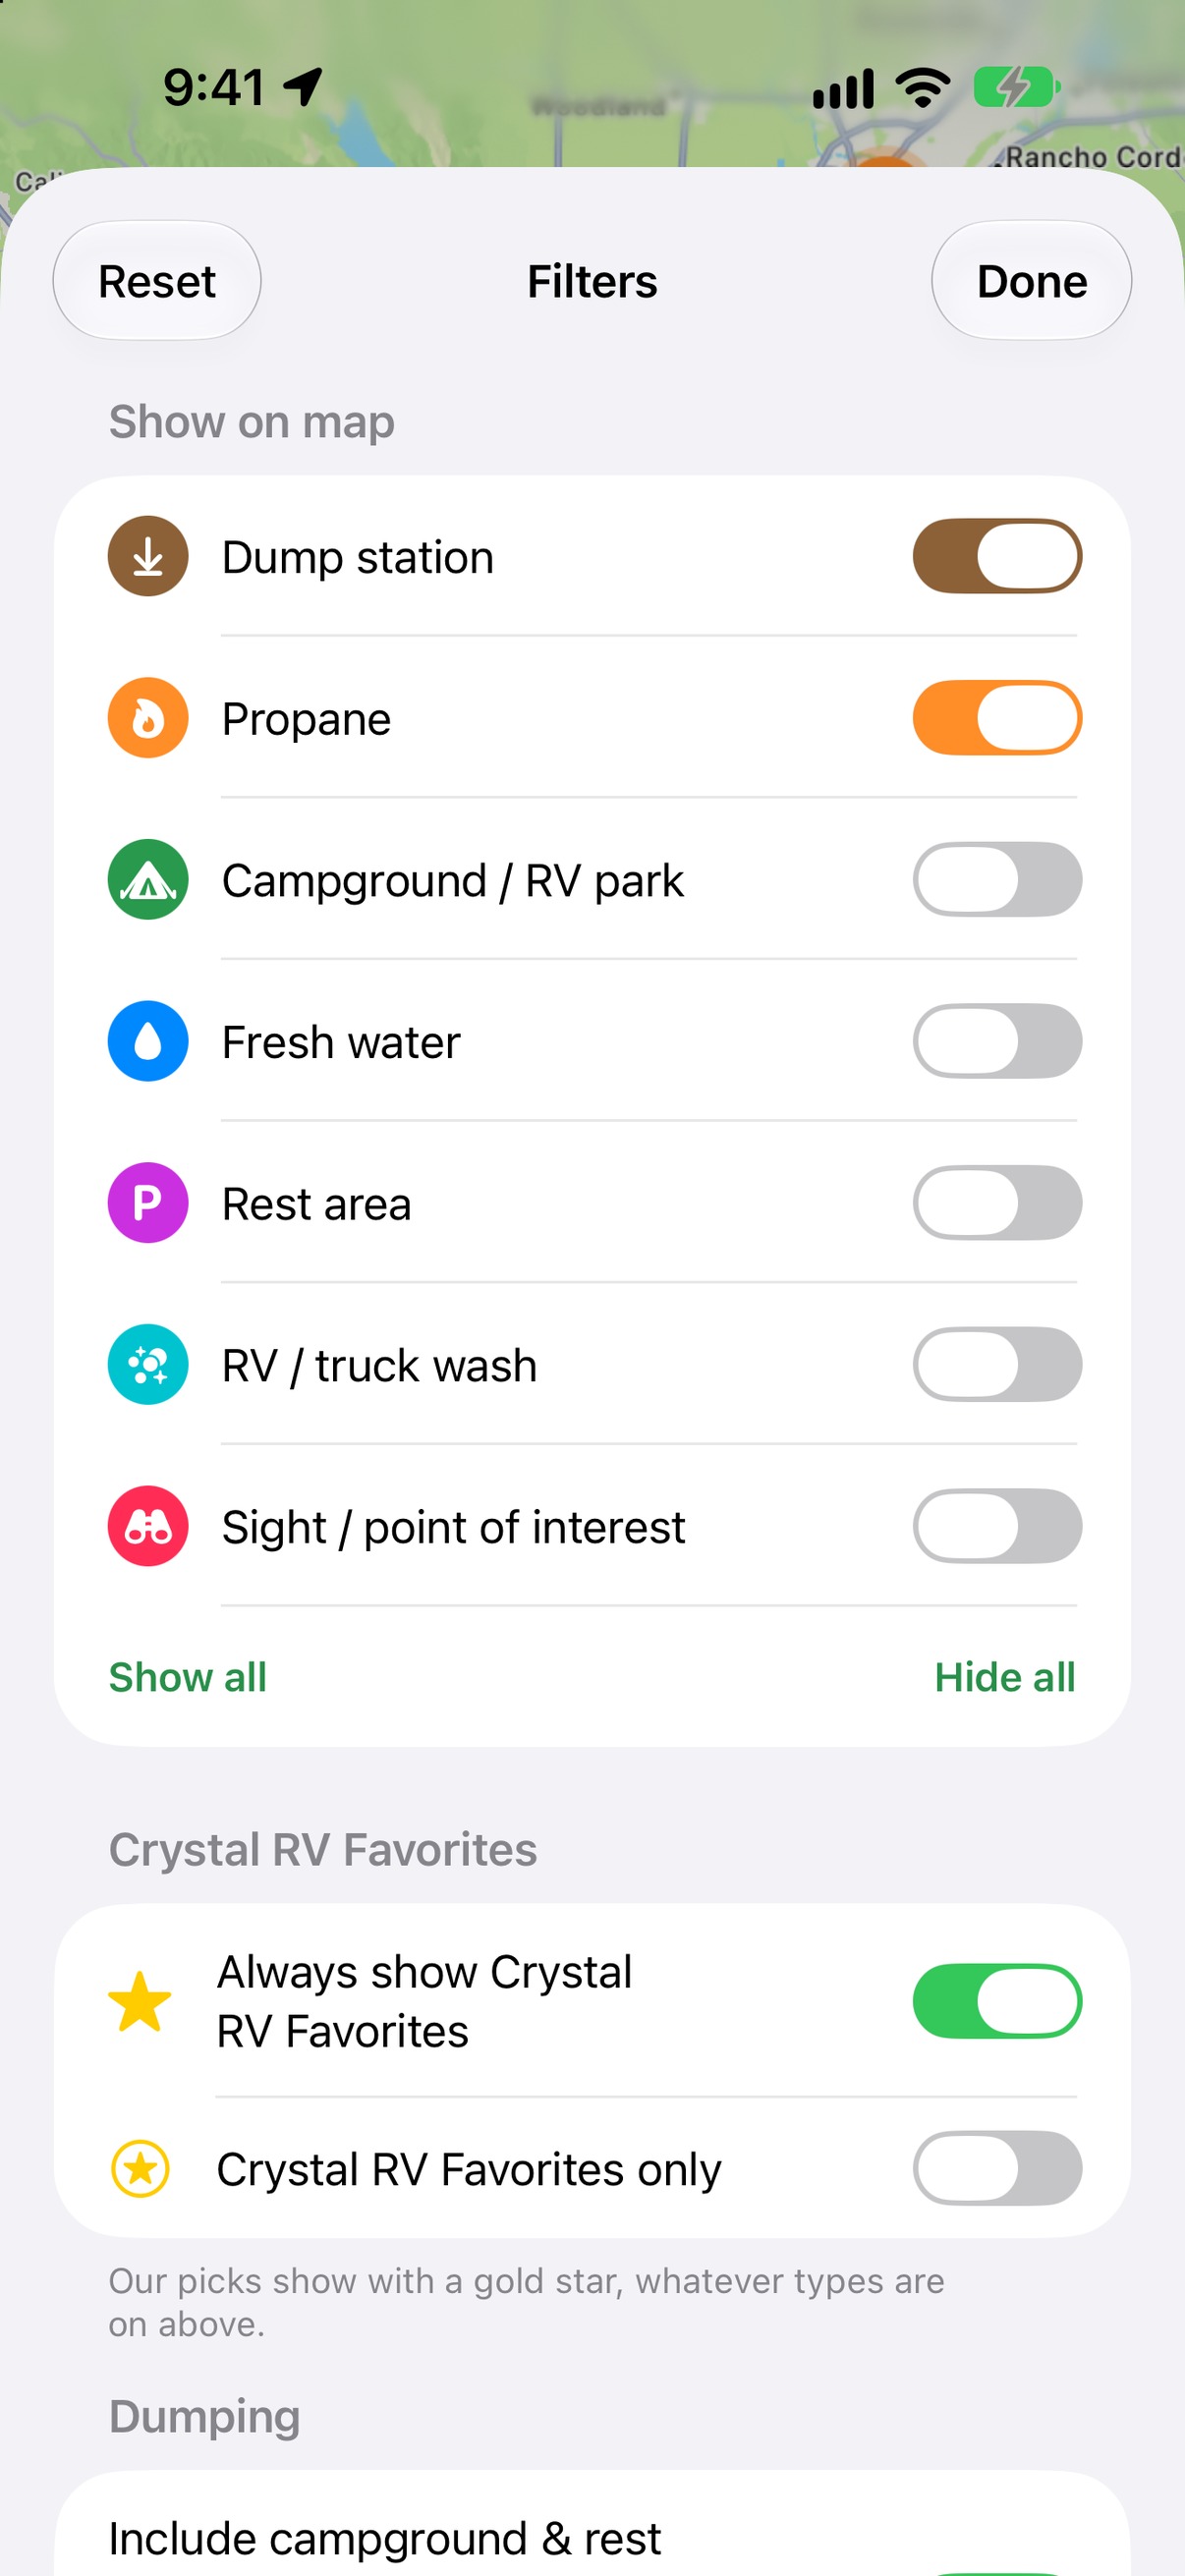 9:41
Woodland
Rancho Cord
Cal
Reset
Filters
Done
Show on map
Dump station
Propane
Campground / RV park
Fresh water
P
Rest area
RV / truck wash
Sight / point of interest
Show all
Hide all
Crystal RV Favorites
Always show Crystal
RV Favorites
Crystal RV Favorites only
Our picks show with a gold star, whatever types are
on above.
Dumping
Include campground & rest